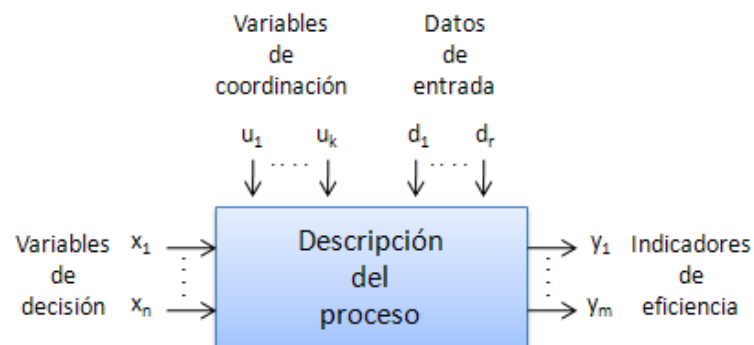 Variables
de
coordinación
Datos
de
entrada
u1 .... uk
d1 .... dr
Variables
de
decisión
x1
xn
Descripción
del
proceso
y1
ym
Indicadores
de
eficiencia